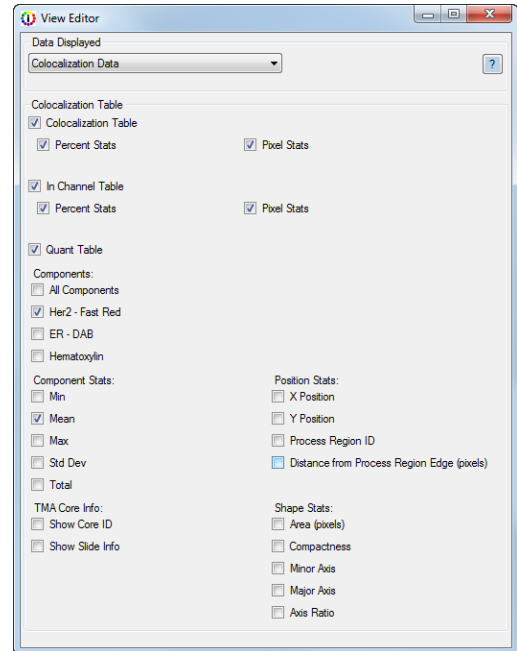 View Editor
Data Displayed
Colocalization Data
?
Colocalization Table
Colocalization Table
Percent Stats Pixel Stats
In Channel Table
Percent Stats Pixel Stats
Quant Table
Components:
All Components
Her2 - Fast Red
ER - DAB
Hematoxylin
Component Stats: Position Stats:
Min X Position
Mean Y Position
Max Process Region ID
Std Dev Distance from Process Region Edge (pixels)
Total
TMA Core Info: Shape Stats:
Show Core ID Area (pixels)
Show Slide Info Compactness
Minor Axis
Major Axis
Axis Ratio